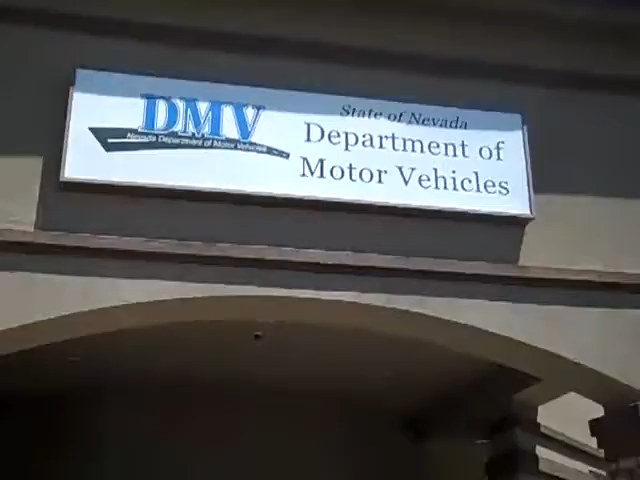 DMV
Nevada Department of Motor Vehicles
State of Nevada
Department of
Motor Vehicles